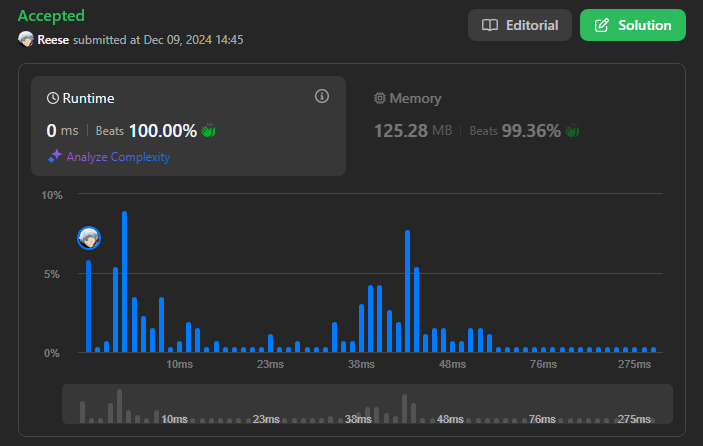 Accepted
Reese submitted at Dec 09, 2024 14:45
Editorial
Solution
Runtime
0 ms | Beats 100.00%
Analyze Complexity
Memory
125.28 MB | Beats 99.36%
10%
5%
0%
10ms 23ms 38ms 48ms 76ms 275ms
10ms 23ms 38ms 48ms 76ms 275ms